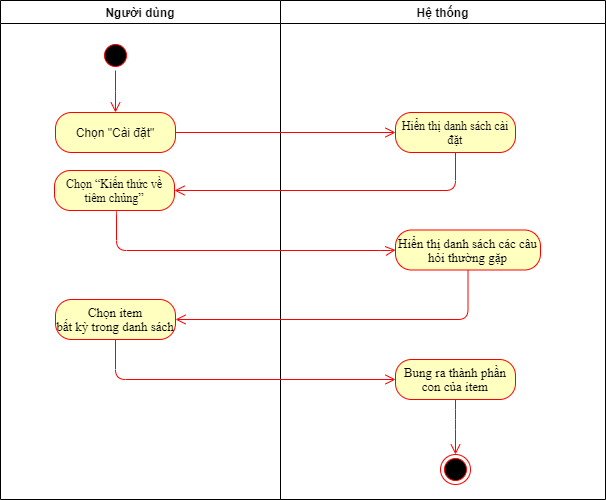 Người dùng
Hệ thống
Chọn "Cài đặt"
Hiển thị danh sách cài
đặt
Chọn “Kiến thức về
tiêm chủng”
Hiển thị danh sách các câu
hỏi thường gặp
Chọn item
bất kỳ trong danh sách
Bung ra thành phần
con của item